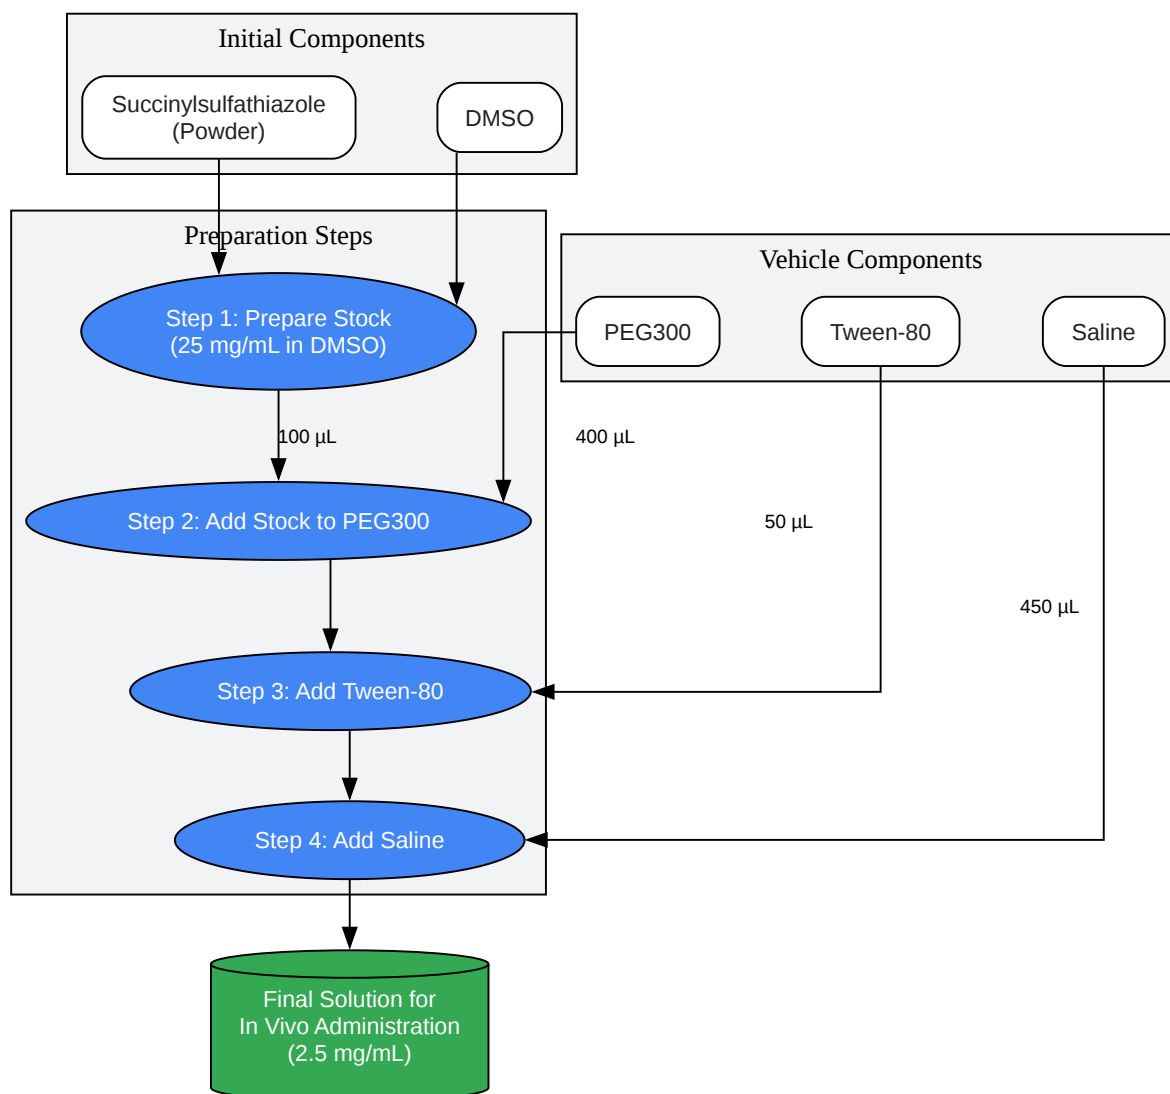 Initial Components
Succinylsulfathiazole
(Powder)
DMSO
Preparation Steps
Vehicle Components
Step 1: Prepare Stock
(25 mg/mL in DMSO)
PEG300
Tween-80
Saline
100 µL
400 µL
Step 2: Add Stock to PEG300
50 µL
450 µL
Step 3: Add Tween-80
Step 4: Add Saline
Final Solution for
In Vivo Administration
(2.5 mg/mL)